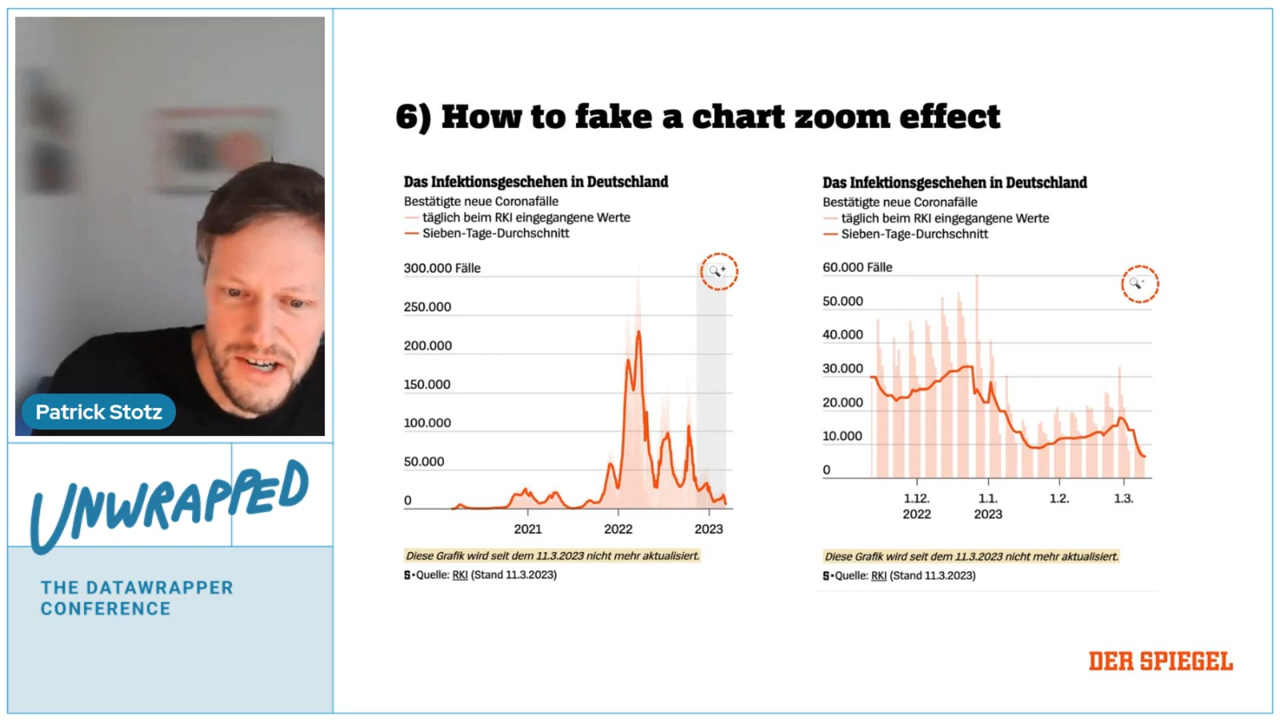 6) How to fake a chart zoom effect
Das Infektionsgeschehen in Deutschland
Bestätigte neue Coronafälle
täglich beim RKI eingegangene Werte
Sieben-Tage-Durchschnitt
300.000 Fälle
250.000
200.000
150.000
100.000
50.000
0
2021
2022
2023
Diese Grafik wird seit dem 11.3.2023 nicht mehr aktualisiert.
S•Quelle: RKI (Stand 11.3.2023)
Das Infektionsgeschehen in Deutschland
Bestätigte neue Coronafälle
täglich beim RKI eingegangene Werte
Sieben-Tage-Durchschnitt
60.000 Fälle
50.000
40.000
30.000
20.000
10.000
0
1.12. 1.1. 1.2. 1.3.
2022 2023
Diese Grafik wird seit dem 11.3.2023 nicht mehr aktualisiert.
S•Quelle: RKI (Stand 11.3.2023)
Patrick Stotz
UNWRAPPED
THE DATAWRAPPER
CONFERENCE
DER SPIEGEL